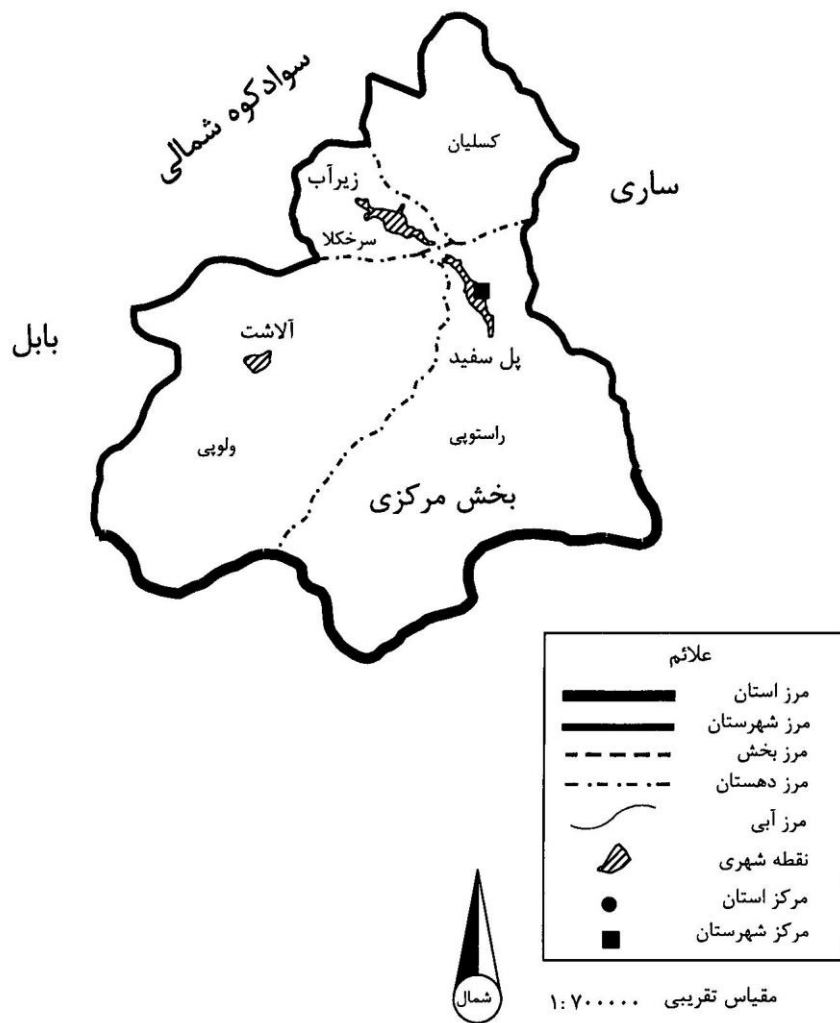 سوادکوه شمالی
کسلیان
ساری
زیرآب
سرخکلا
بابل
آلاشت
پل سفید
راستوپی
ولوپی
بخش مرکزی
علائم
مرز استان
مرز شهرستان
مرز بخش
مرز دهستان
مرز آبی
نقطه شهری
مرکز استان
مرکز شهرستان
شمال
مقیاس تقریبی ۱:۷۰۰۰۰۰